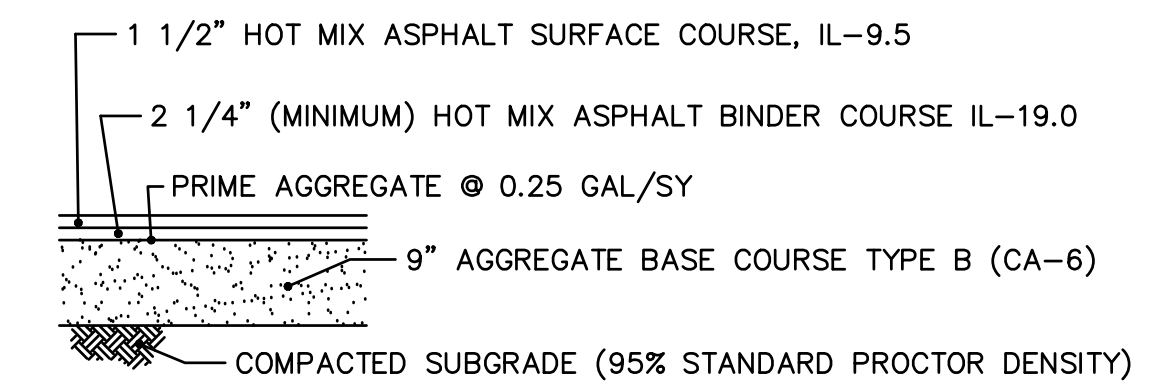 1 1/2" HOT MIX ASPHALT SURFACE COURSE, IL-9.5
2 1/4" (MINIMUM) HOT MIX ASPHALT BINDER COURSE IL-19.0
PRIME AGGREGATE @ 0.25 GAL/SY
9" AGGREGATE BASE COURSE TYPE B (CA-6)
COMPACTED SUBGRADE (95% STANDARD PROCTOR DENSITY)